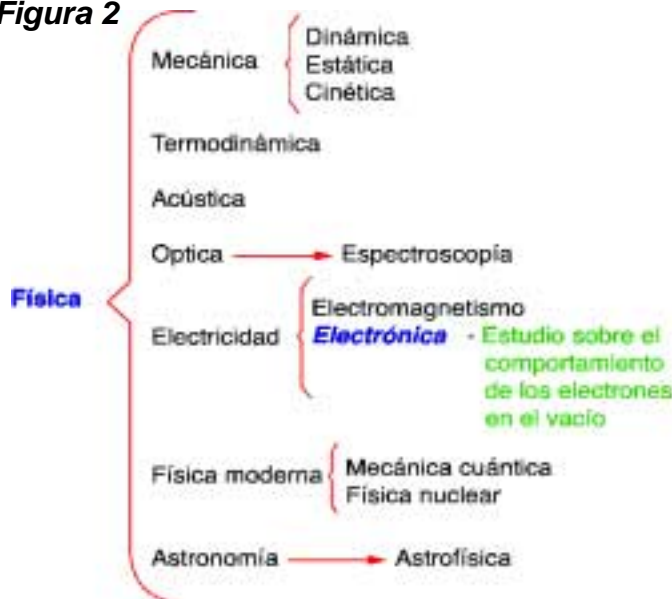 Figura 2
Mecánica
Dinámica
Estática
Cinética
Termodinámica
Acústica
Optica
Espectroscopía
Física
Electricidad
Electromagnetismo
Electrónica - Estudio sobre el
comportamiento
de los electrones
en el vacío
Física moderna
Mecánica cuántica
Física nuclear
Astronomía
Astrofísica